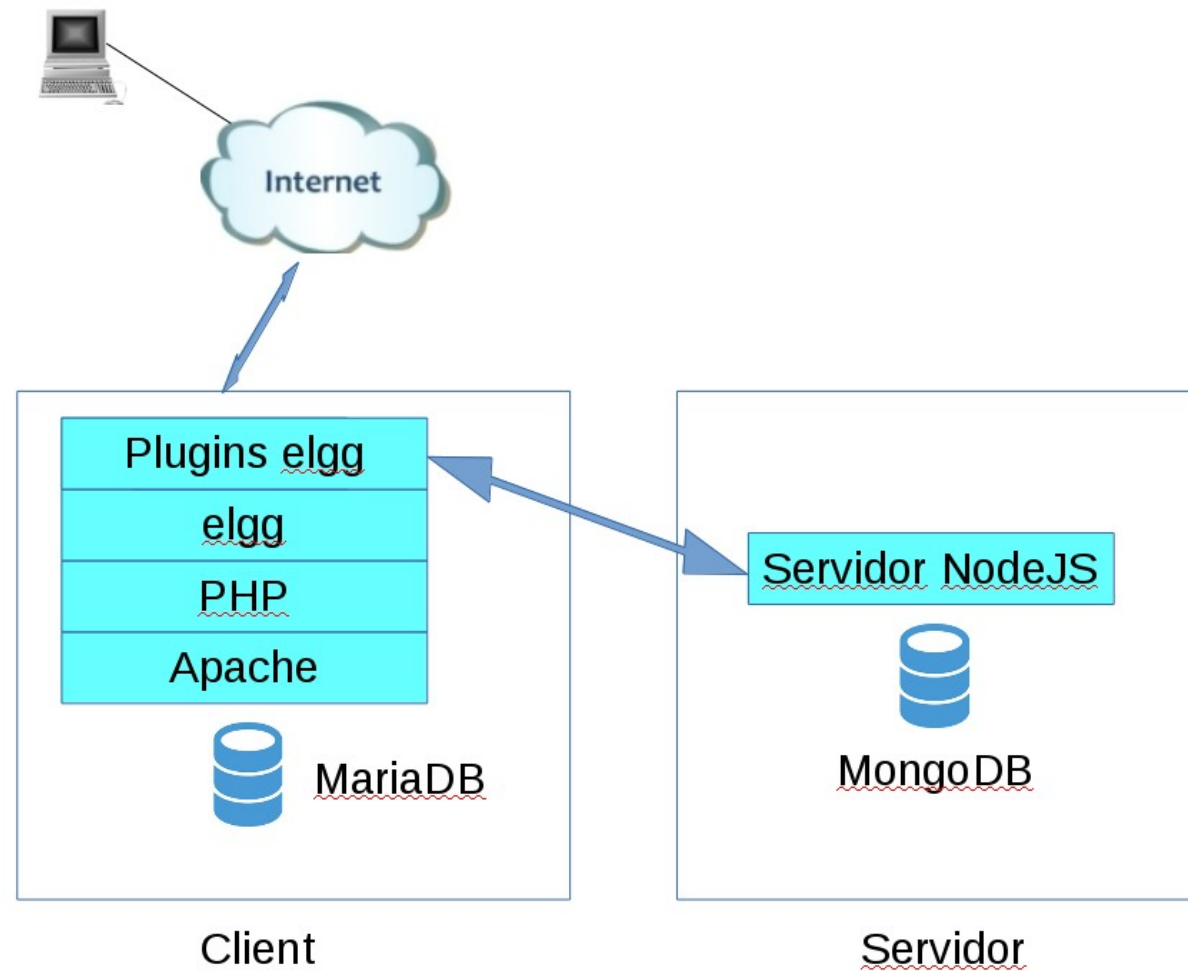 Internet
Plugins elgg
elgg
PHP
Apache
MariaDB
Servidor NodeJS
MongoDB
Client
Servidor